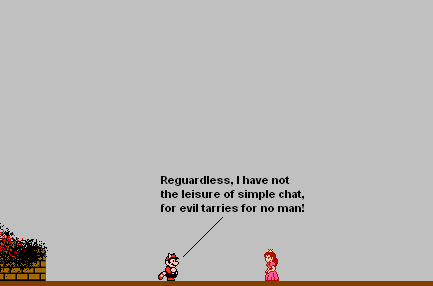 Reguardless, I have not
the leisure of simple chat,
for evil tarries for no man!